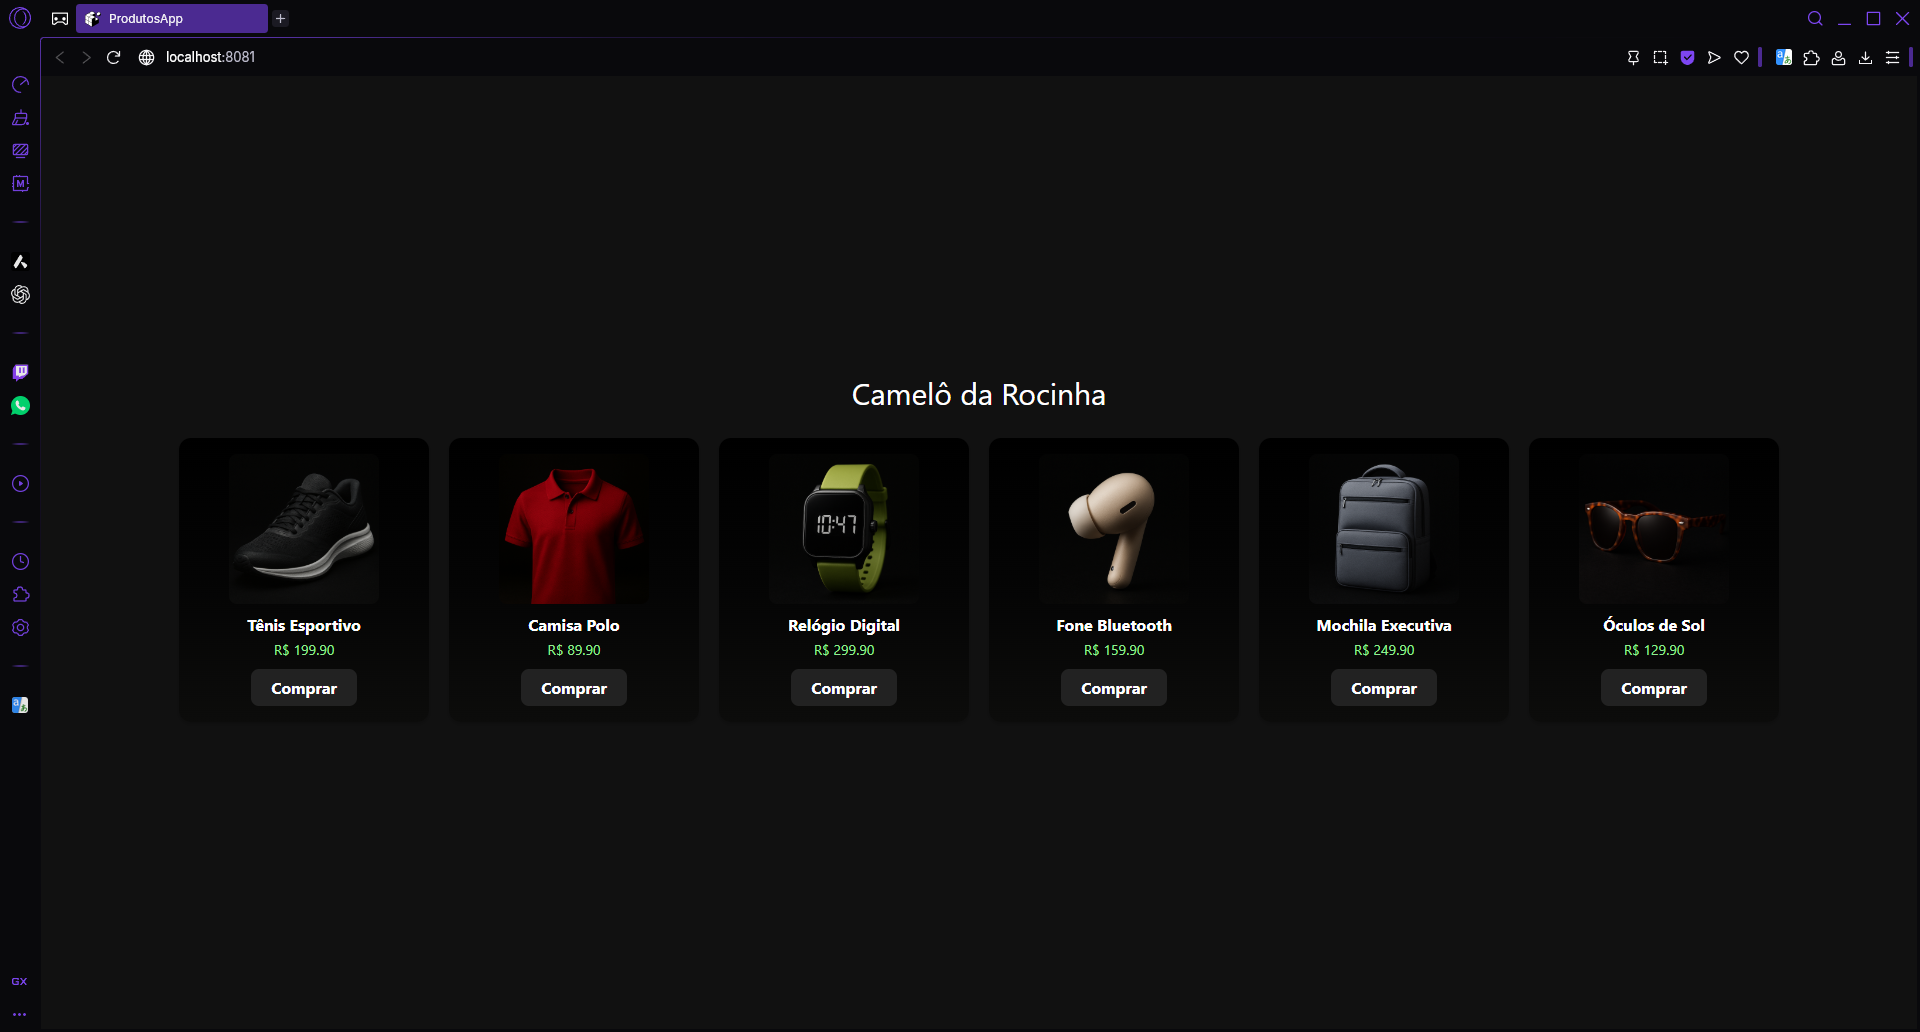 ProdutosApp
localhost:8081
M
Camelô da Rocinha
10:47
Tênis Esportivo
R$ 199.90
Comprar
Camisa Polo
R$ 89.90
Comprar
Relógio Digital
R$ 299.90
Comprar
Fone Bluetooth
R$ 159.90
Comprar
Mochila Executiva
R$ 249.90
Comprar
Óculos de Sol
R$ 129.90
Comprar
GX